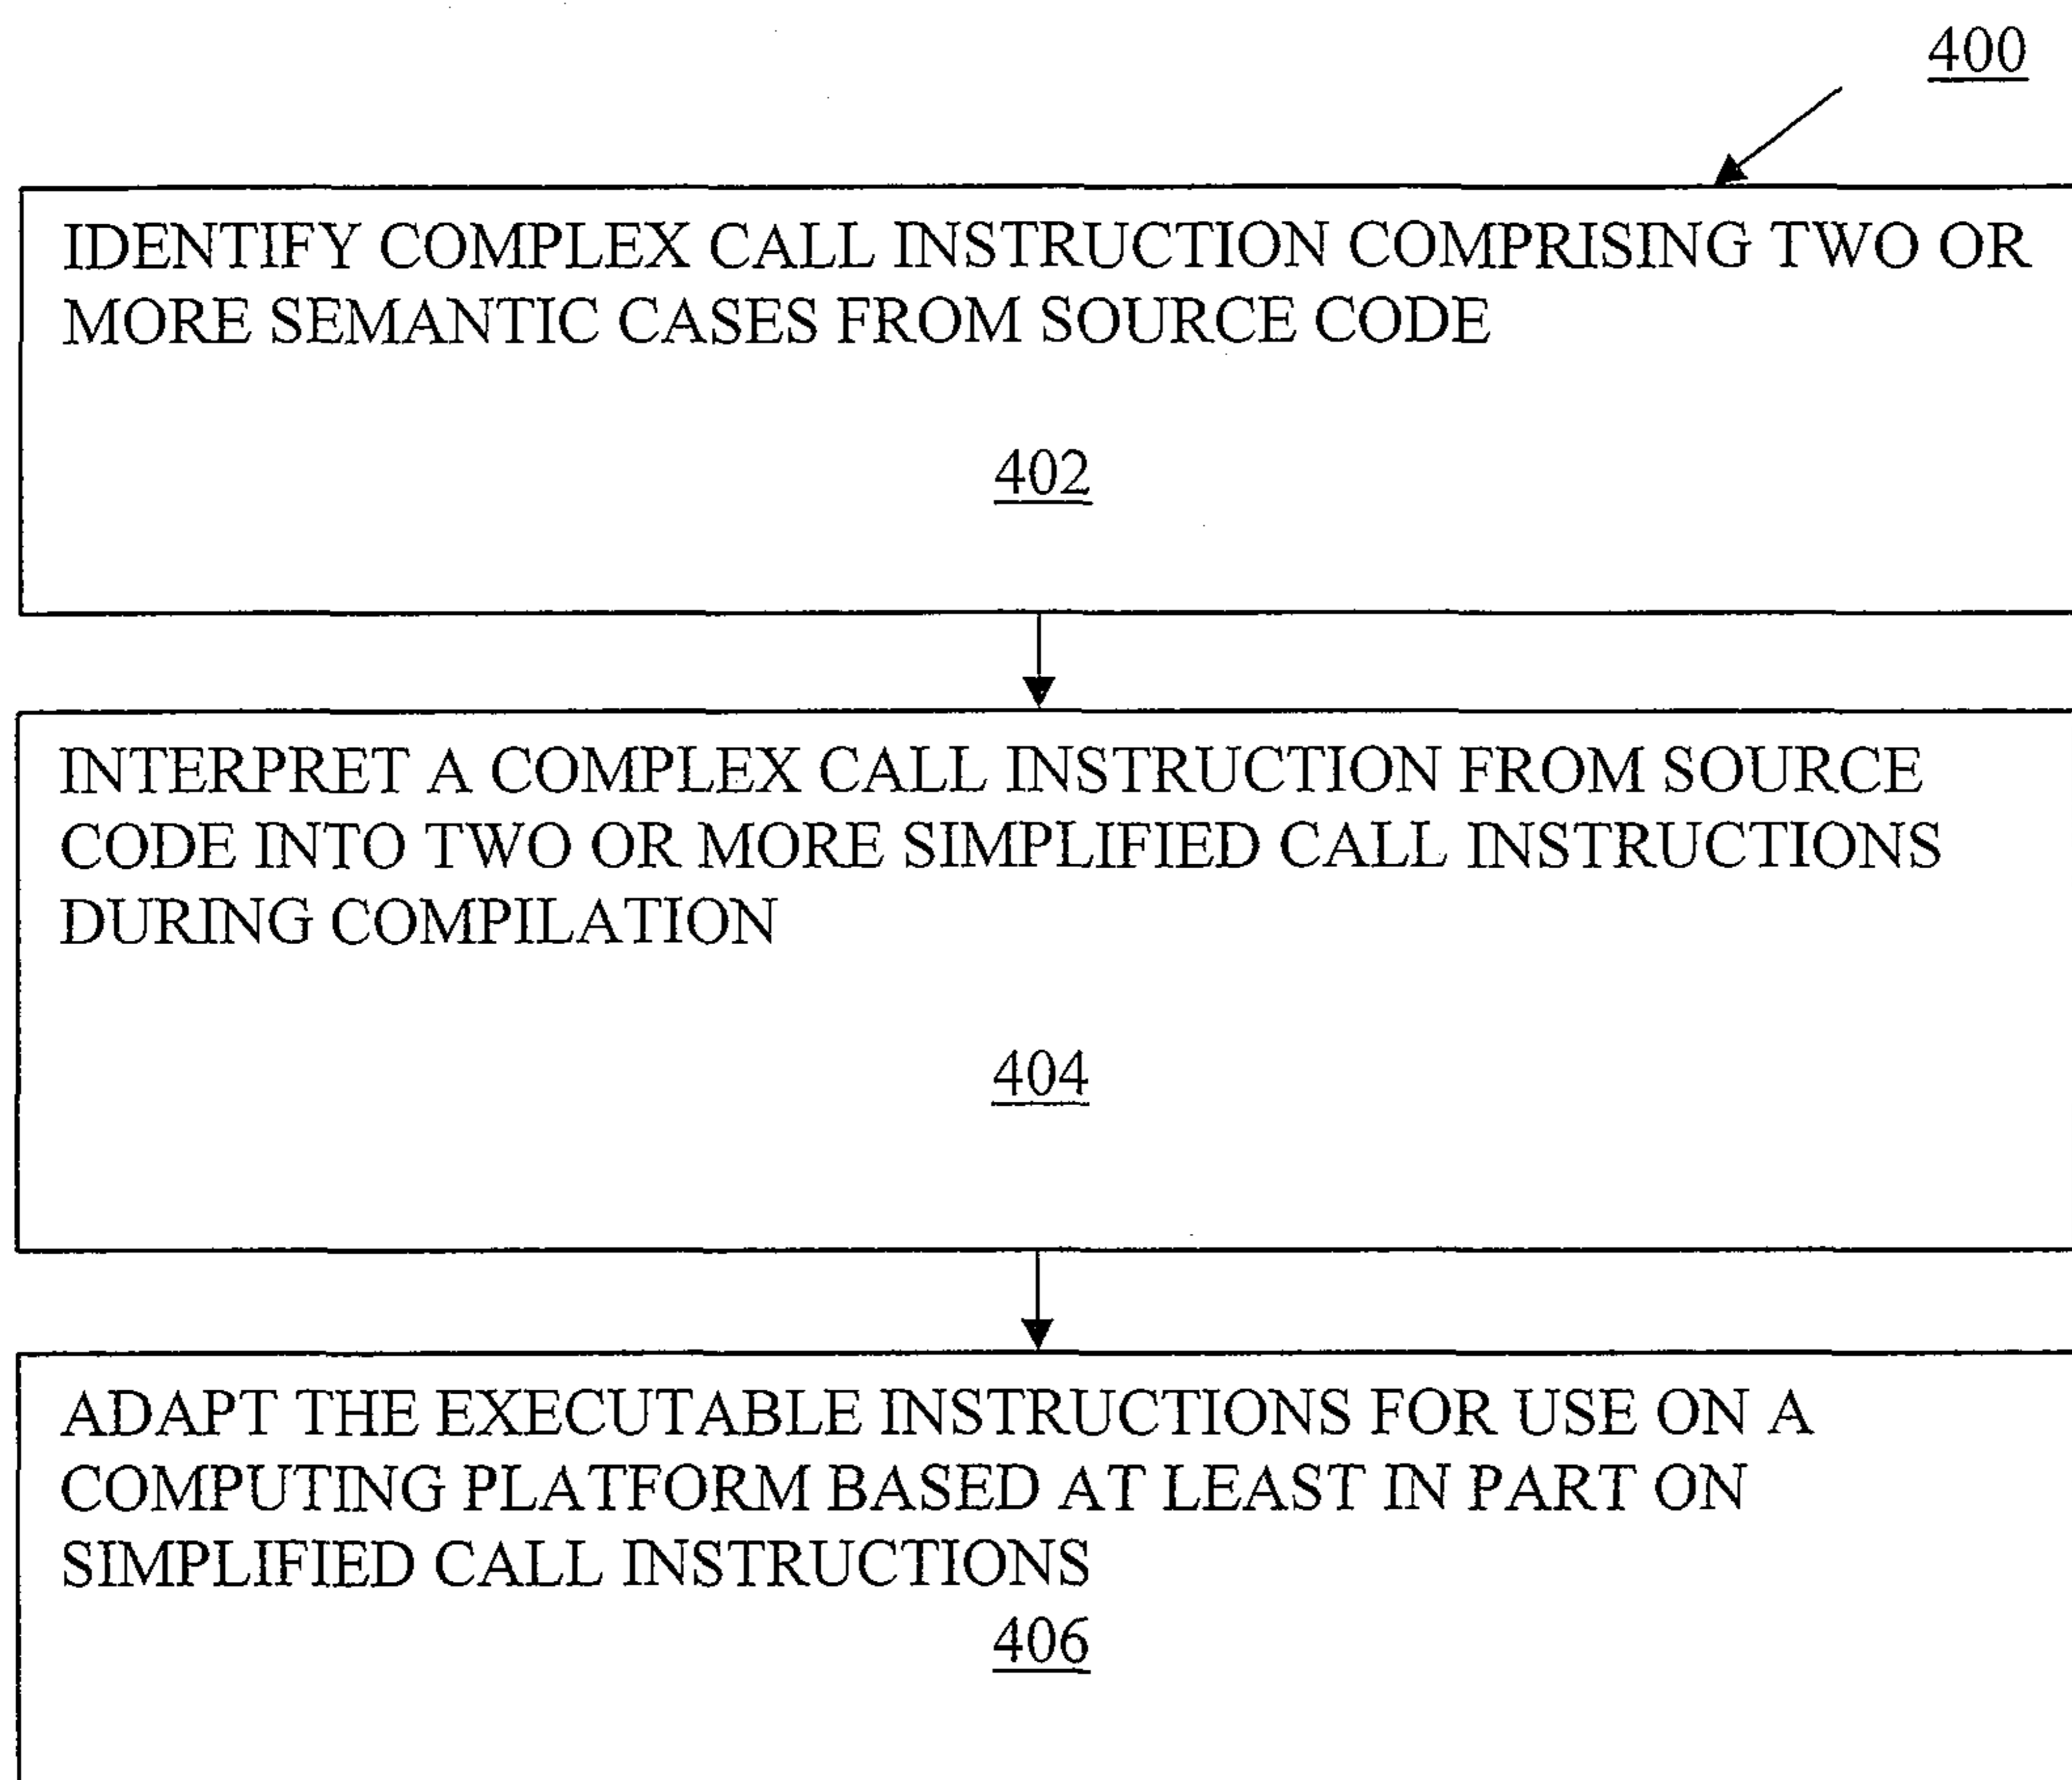 400
IDENTIFY COMPLEX CALL INSTRUCTION COMPRISING TWO OR
MORE SEMANTIC CASES FROM SOURCE CODE
402
INTERPRET A COMPLEX CALL INSTRUCTION FROM SOURCE
CODE INTO TWO OR MORE SIMPLIFIED CALL INSTRUCTIONS
DURING COMPILATION
404
ADAPT THE EXECUTABLE INSTRUCTIONS FOR USE ON A
COMPUTING PLATFORM BASED AT LEAST IN PART ON
SIMPLIFIED CALL INSTRUCTIONS
406